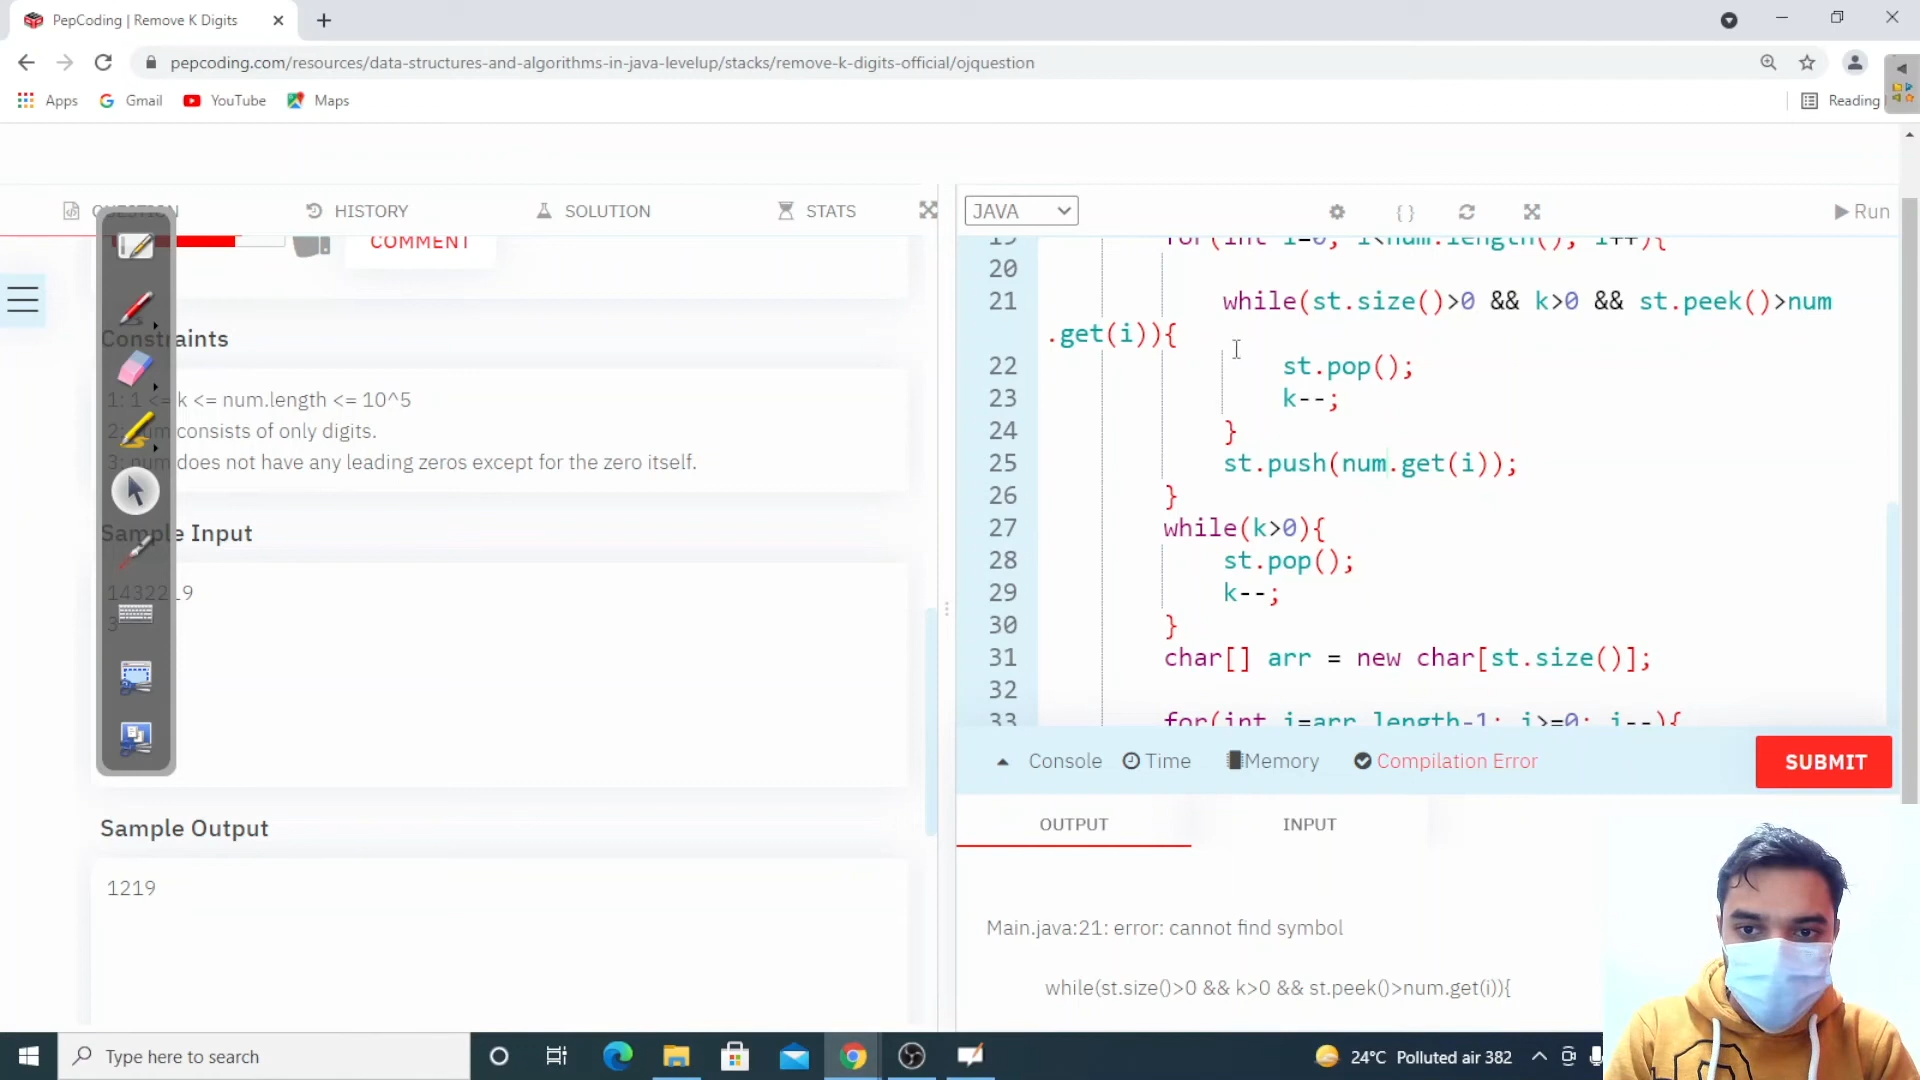 PepCoding | Remove K Digits
pepcoding.com/resources/data-structures-and-algorithms-in-java-levelup/stacks/remove-k-digits-official/ojquestion
Apps Gmail YouTube Maps Reading
QUESTION HISTORY SOLUTION STATS
JAVA Run
COMMENT
Constraints
1: 1 <= k <= num.length <= 10^5
2: num consists of only digits.
3: num does not have any leading zeros except for the zero itself.
Sample Input
1432219
3
Sample Output
1219
19 for(int i=0; i<num.length(); i++){
20
21 while(st.size()>0 && k>0 && st.peek()>num
.get(i)){
22 st.pop();
23 k--;
24 }
25 st.push(num.get(i));
26 }
27 while(k>0){
28 st.pop();
29 k--;
30 }
31 char[] arr = new char[st.size()];
32
33 for(int i=arr.length-1; i>=0; i--){
Console Time Memory Compilation Error SUBMIT
OUTPUT INPUT
Main.java:21: error: cannot find symbol
while(st.size()>0 && k>0 && st.peek()>num.get(i)){
Type here to search
24°C Polluted air 382